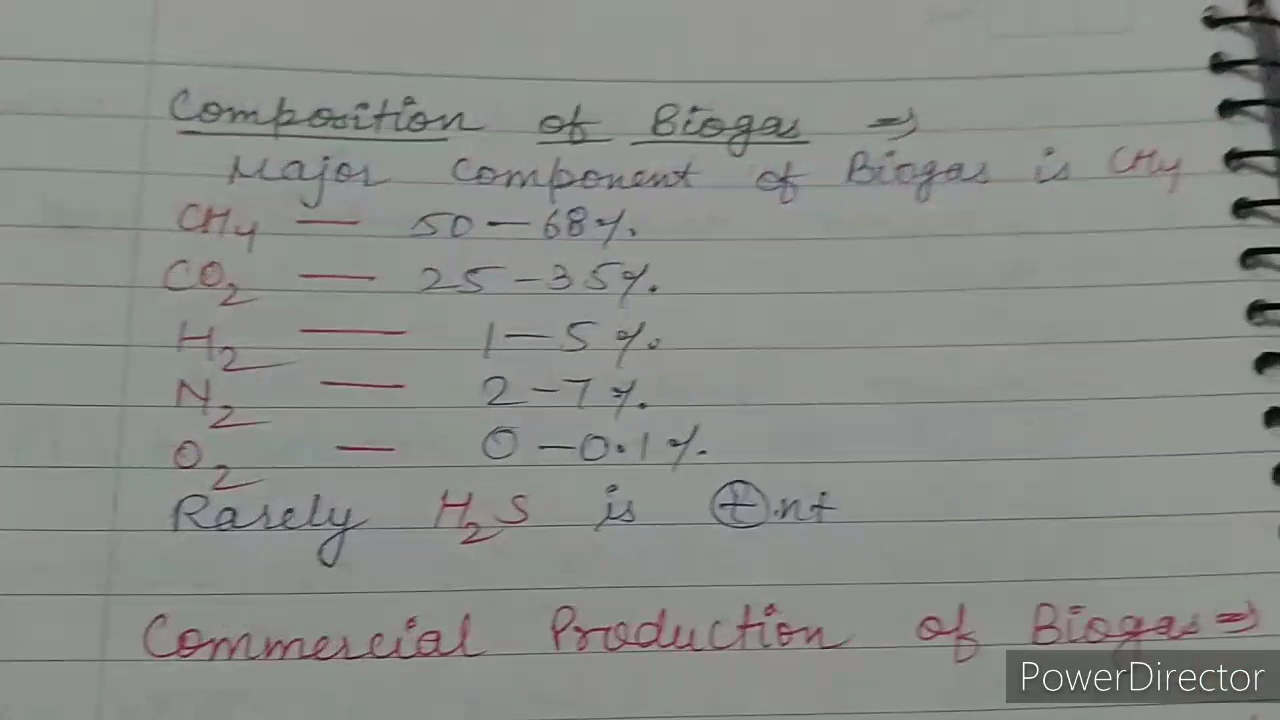 Composition of Biogas ⇒
Major component of Biogas is CH4
CH4 — 50 – 68%.
CO2 — 25 – 35%.
H2 — 1 – 5%.
N2 — 2 – 7%.
O2 — 0 – 0.1%.
Rarely H2S is ⊕nt
Commercial Production of Biogas ⇒
PowerDirector